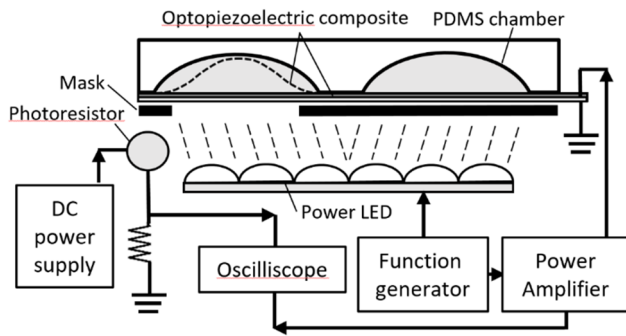 Optopiezoelectric composite
PDMS chamber
Mask
Photoresistor
Power LED
DC
power
supply
Oscilliscope
Function
generator
Power
Amplifier